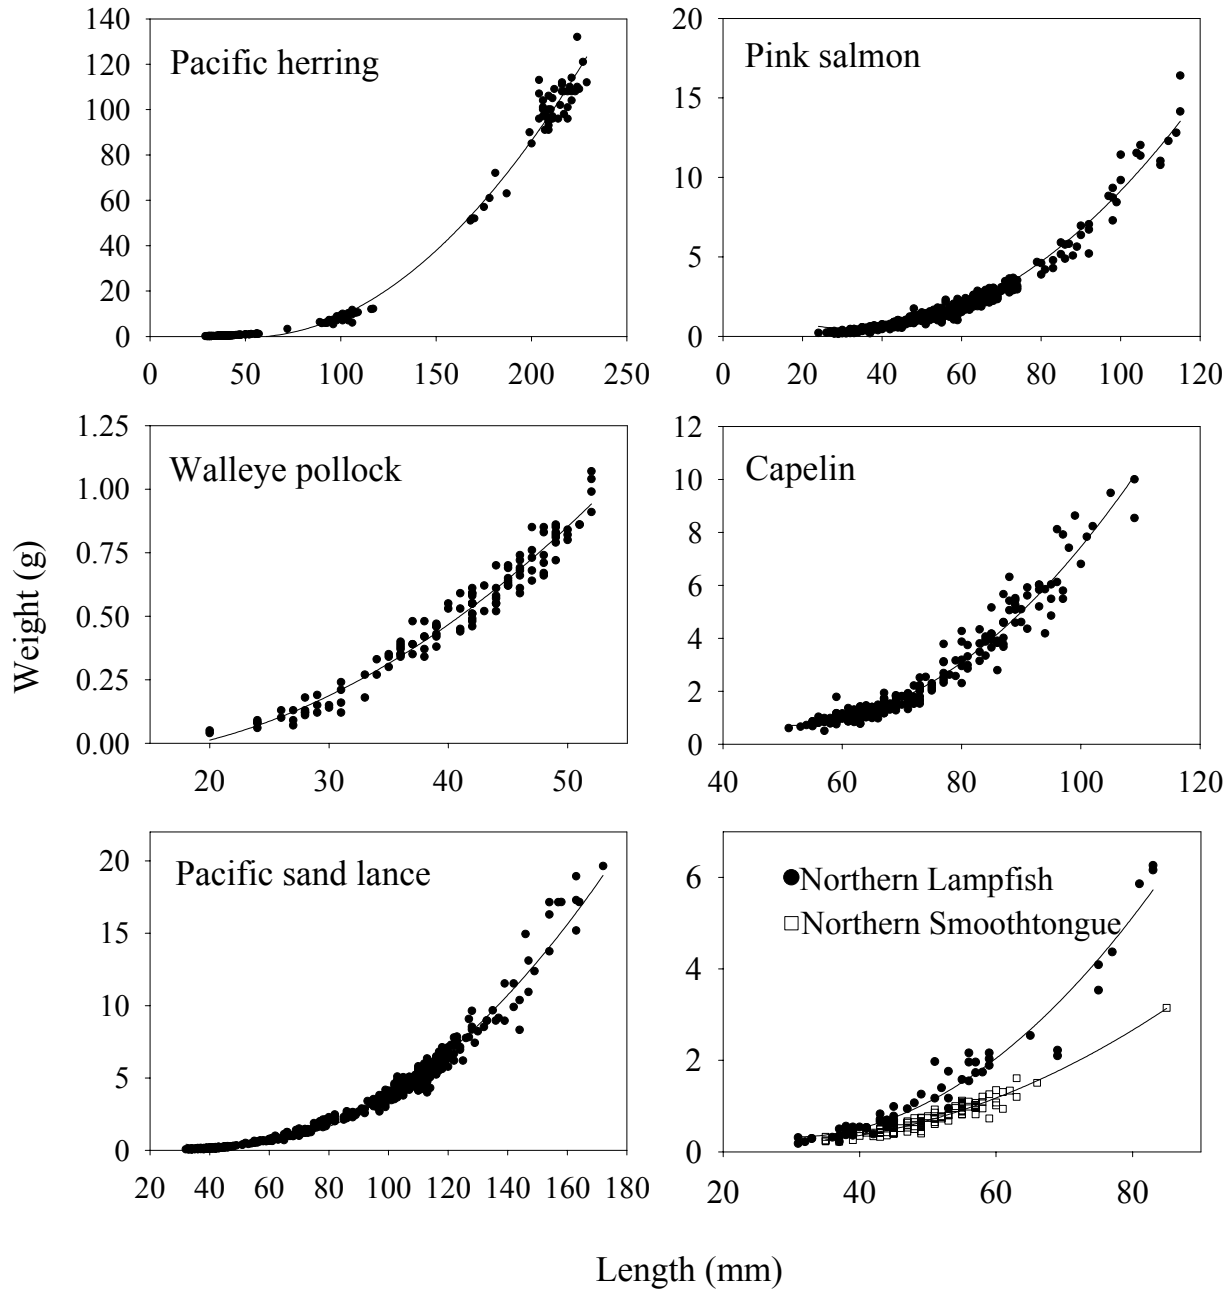 Pacific herring
140
120
100
80
60
40
20
0
0 50 100 150 200 250
Pink salmon
20
15
10
5
0
0 20 40 60 80 100 120
Walleye pollock
1.25
1.00
0.75
0.50
0.25
0.00
20 30 40 50
Capelin
12
10
8
6
4
2
0
40 60 80 100 120
Pacific sand lance
20
15
10
5
0
20 40 60 80 100 120 140 160 180
Northern Lampfish
Northern Smoothtongue
6
4
2
0
20 40 60 80
Weight (g)
Length (mm)